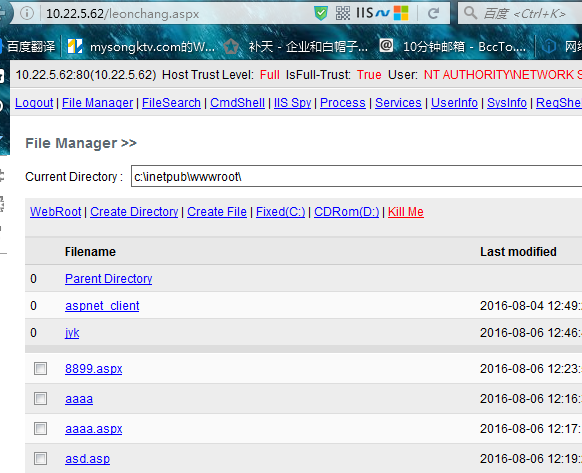 10.22.5.62/leonchang.aspx
IIS
百度 <Ctrl+K>
百度翻译
mysongktv.com的W...
补天 - 企业和白帽子...
10分钟邮箱 - BccTo....
10.22.5.62:80(10.22.5.62) Host Trust Level: Full IsFull-Trust: True User: NT AUTHORITY\NETWORK S
Logout | File Manager | FileSearch | CmdShell | IIS Spy | Process | Services | UserInfo | SysInfo | RegShe
File Manager >>
Current Directory : c:\inetpub\wwwroot\
WebRoot | Create Directory | Create File | Fixed(C:) | CDRom(D:) | Kill Me
Filename Last modified
0 Parent Directory
0 aspnet_client 2016-08-04 12:49:
0 jyk 2016-08-06 12:46:
8899.aspx 2016-08-06 12:23:
aaaa 2016-08-06 12:16:
aaaa.aspx 2016-08-06 12:17:
asd.asp 2016-08-06 12:19: